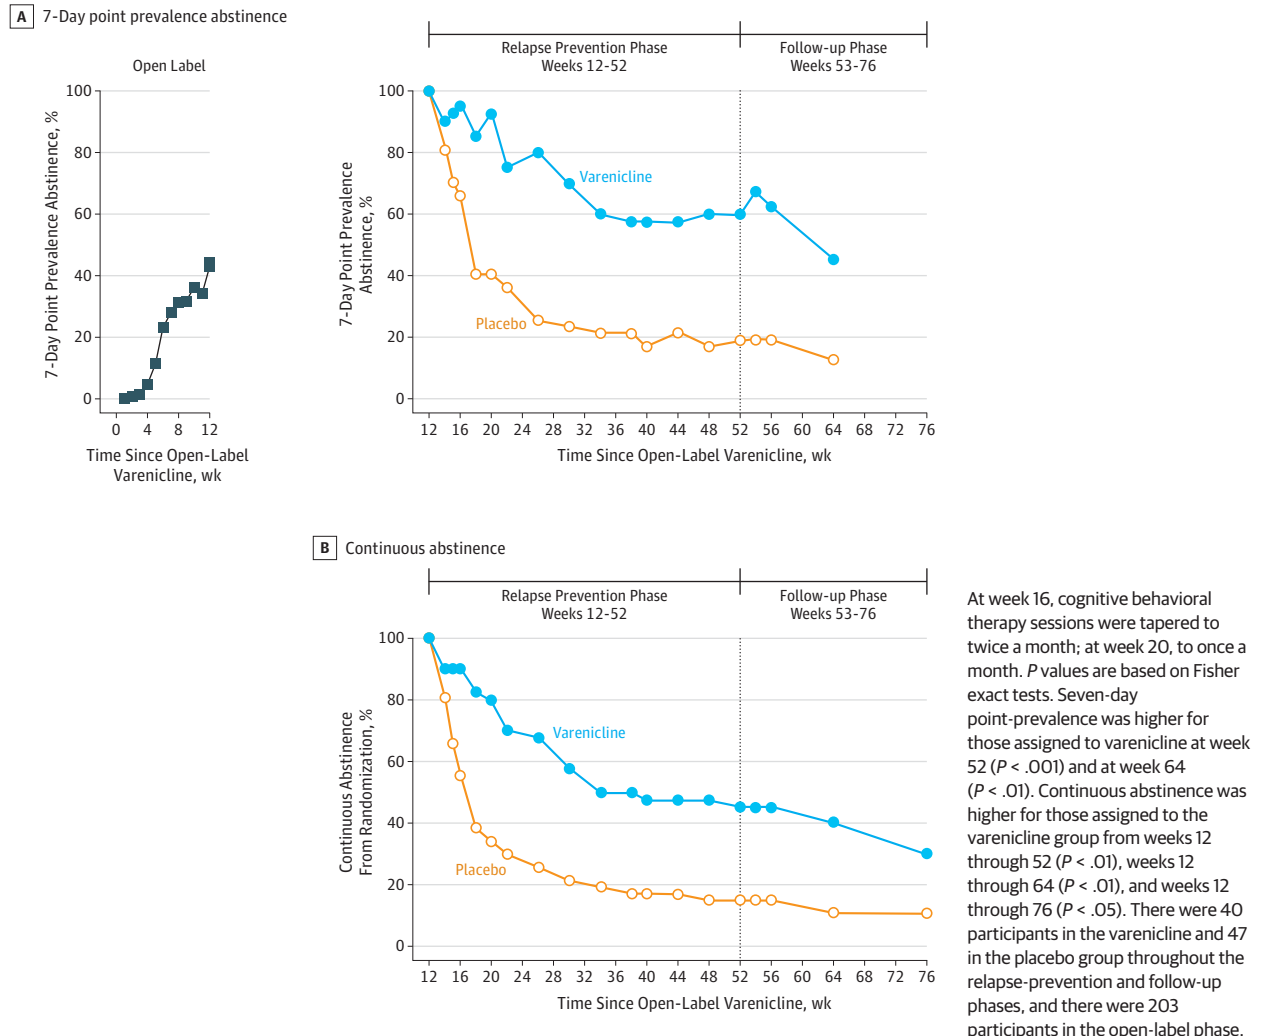 A 7-Day point prevalence abstinence
Open Label
7-Day Point Prevalence Abstinence, %
100
80
60
40
20
0
0 4 8 12
Time Since Open-Label
Varenicline, wk
Relapse Prevention Phase
Weeks 12-52
Follow-up Phase
Weeks 53-76
7-Day Point Prevalence
Abstinence, %
100
80
60
40
20
0
Varenicline
Placebo
12 16 20 24 28 32 36 40 44 48 52 56 60 64 68 72 76
Time Since Open-Label Varenicline, wk
B Continuous abstinence
Relapse Prevention Phase
Weeks 12-52
Follow-up Phase
Weeks 53-76
Continuous Abstinence
From Randomization, %
100
80
60
40
20
0
Varenicline
Placebo
12 16 20 24 28 32 36 40 44 48 52 56 60 64 68 72 76
Time Since Open-Label Varenicline, wk
At week 16, cognitive behavioral
therapy sessions were tapered to
twice a month; at week 20, to once a
month. P values are based on Fisher
exact tests. Seven-day
point-prevalence was higher for
those assigned to varenicline at week
52 (P < .001) and at week 64
(P < .01). Continuous abstinence was
higher for those assigned to the
varenicline group from weeks 12
through 52 (P < .01), weeks 12
through 64 (P < .01), and weeks 12
through 76 (P < .05). There were 40
participants in the varenicline and 47
in the placebo group throughout the
relapse-prevention and follow-up
phases, and there were 203
participants in the open-label phase.